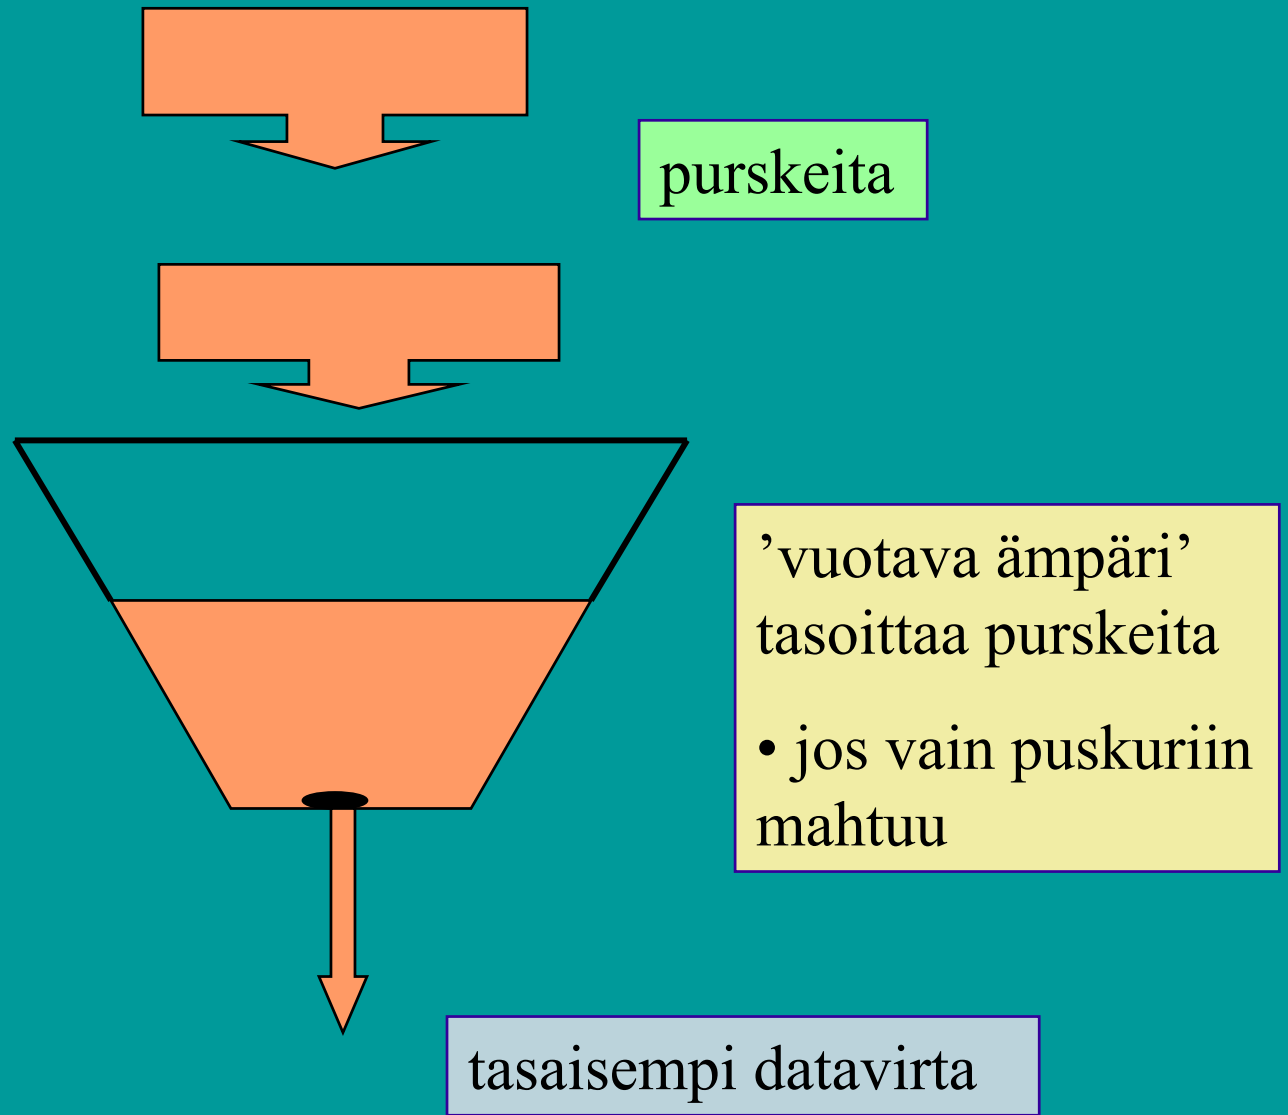 purskeita
’vuotava ämpäri’
tasoittaa purskeita
• jos vain puskuriin
mahtuu
tasaisempi datavirta